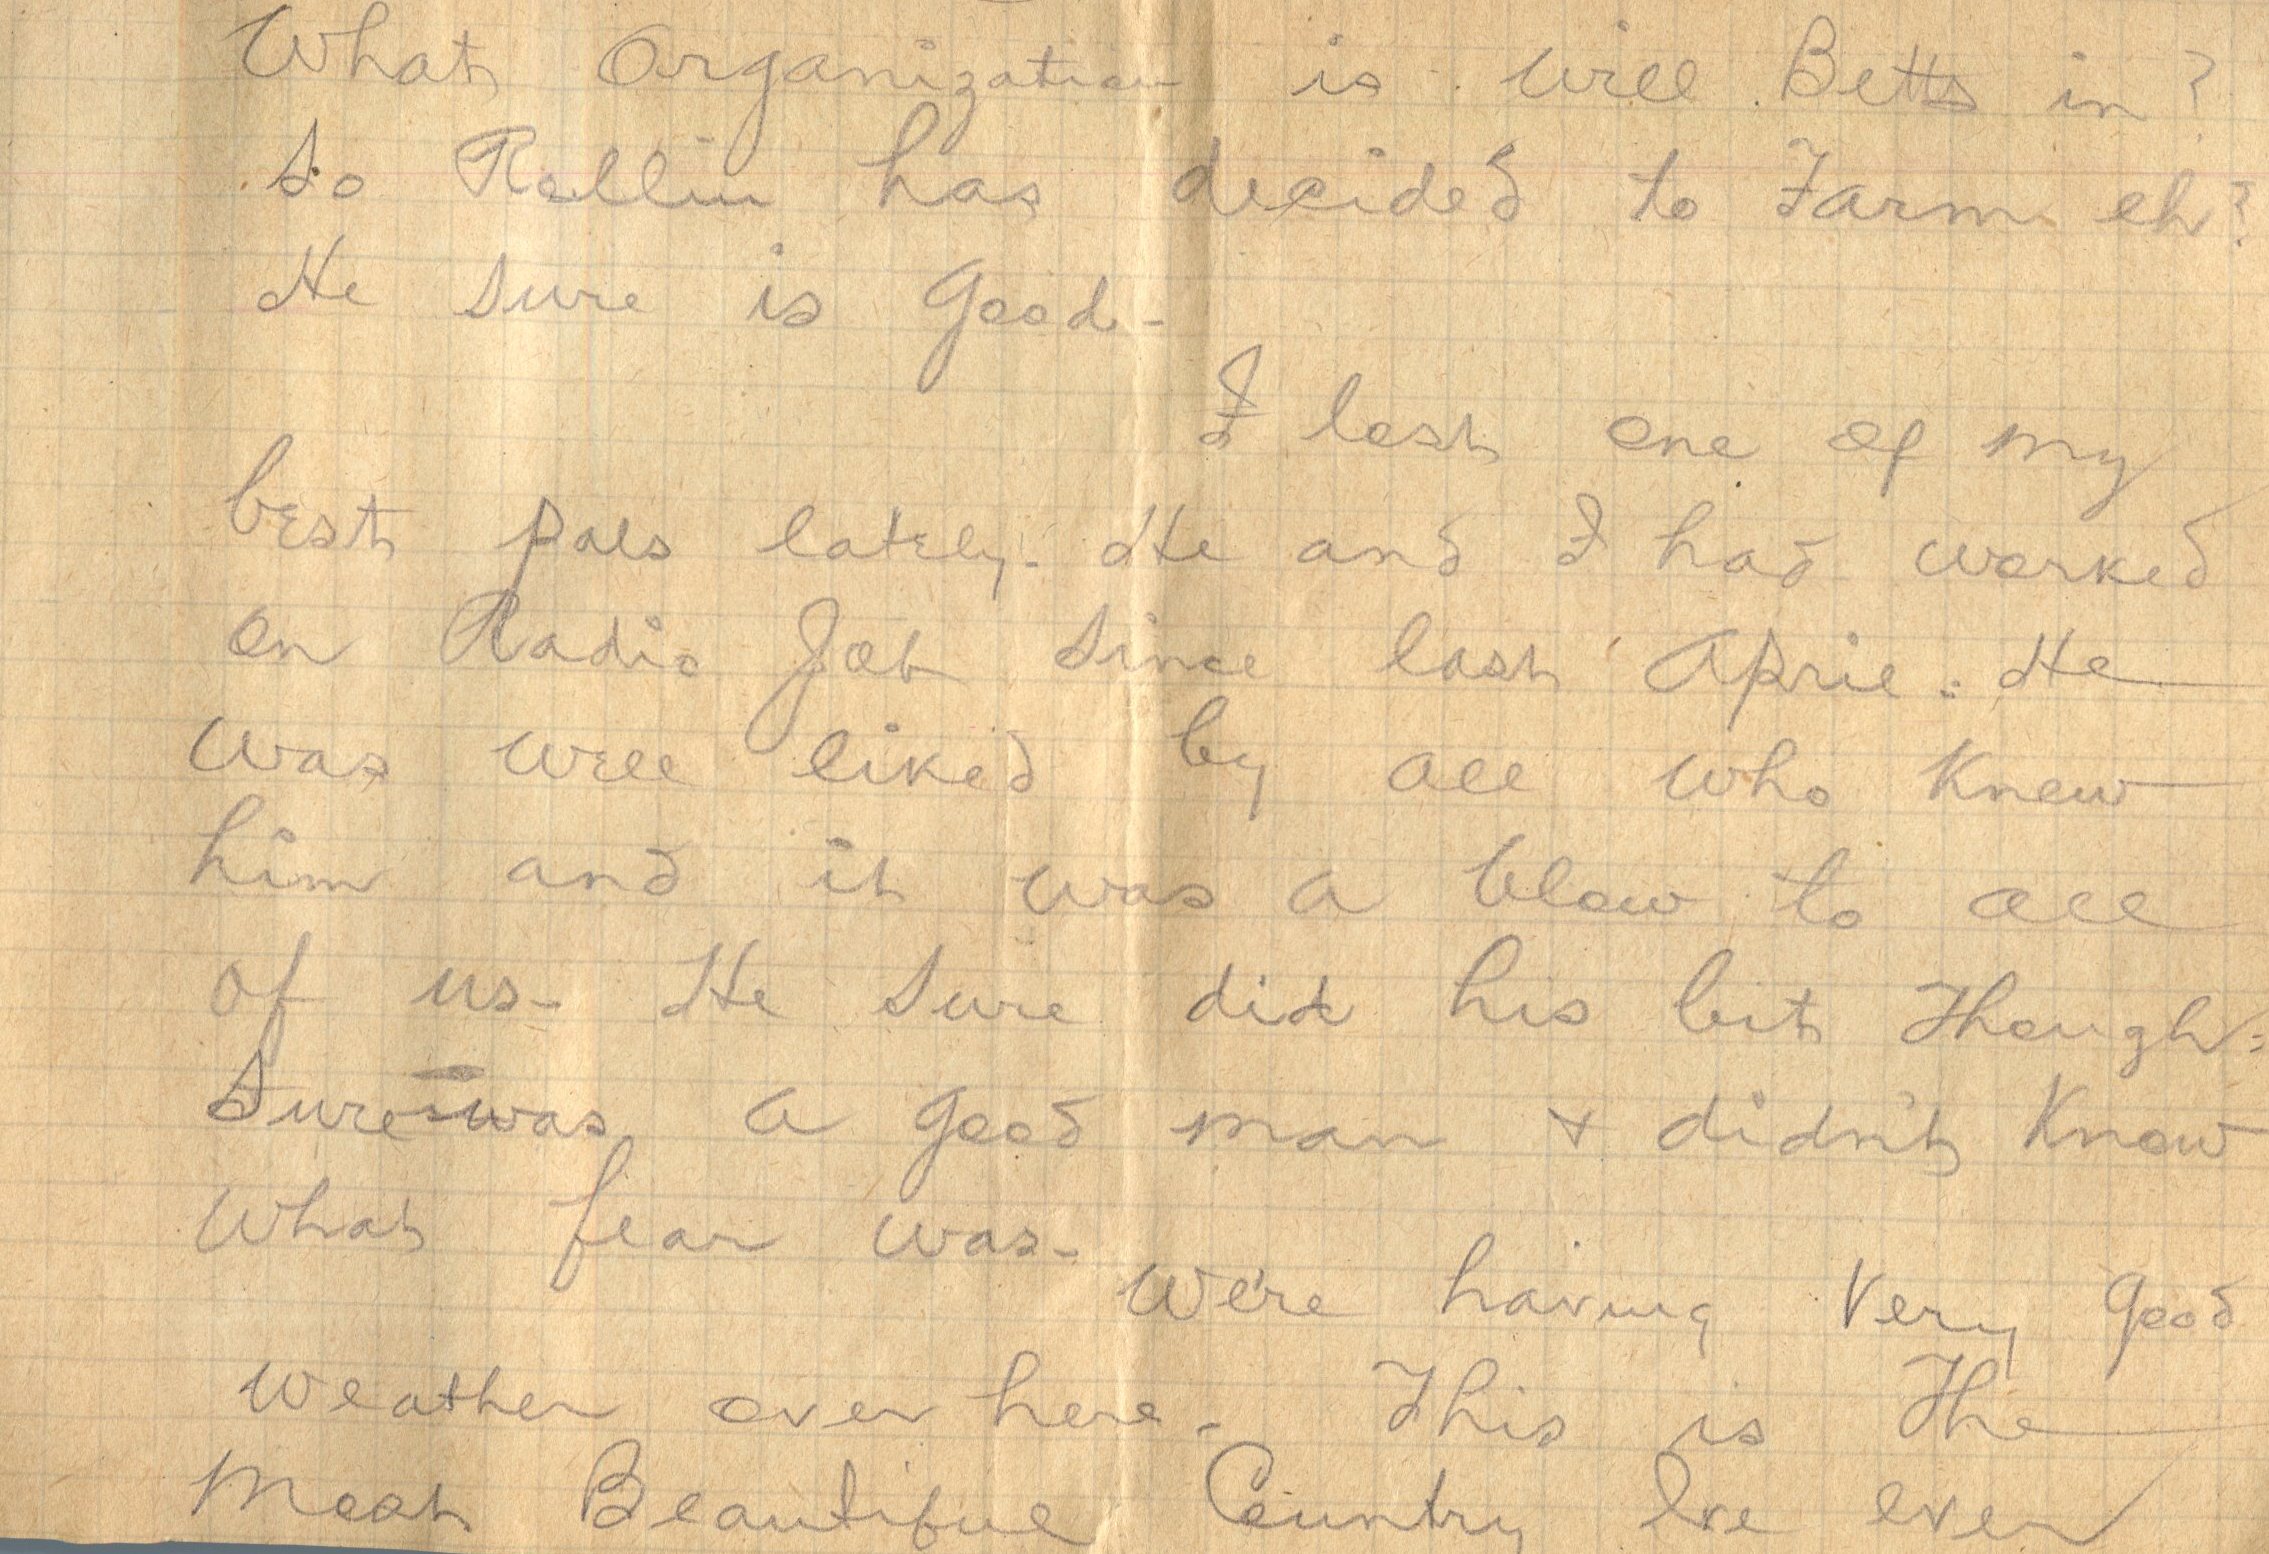 What Organization is Will Betts in?
So Rollin has decided to Farm eh?
He Sure is Good-
I lost one of my
best pals lately. He and I had worked
on Radio Job Since last April. He
was well liked by all who Knew
him and it was a blow to all
of us- He Sure did his bit Though.
Sure was a good man & didn't Know
what fear was-
We're having Very good
weather over here. This is The
Most Beautiful Country I've ever